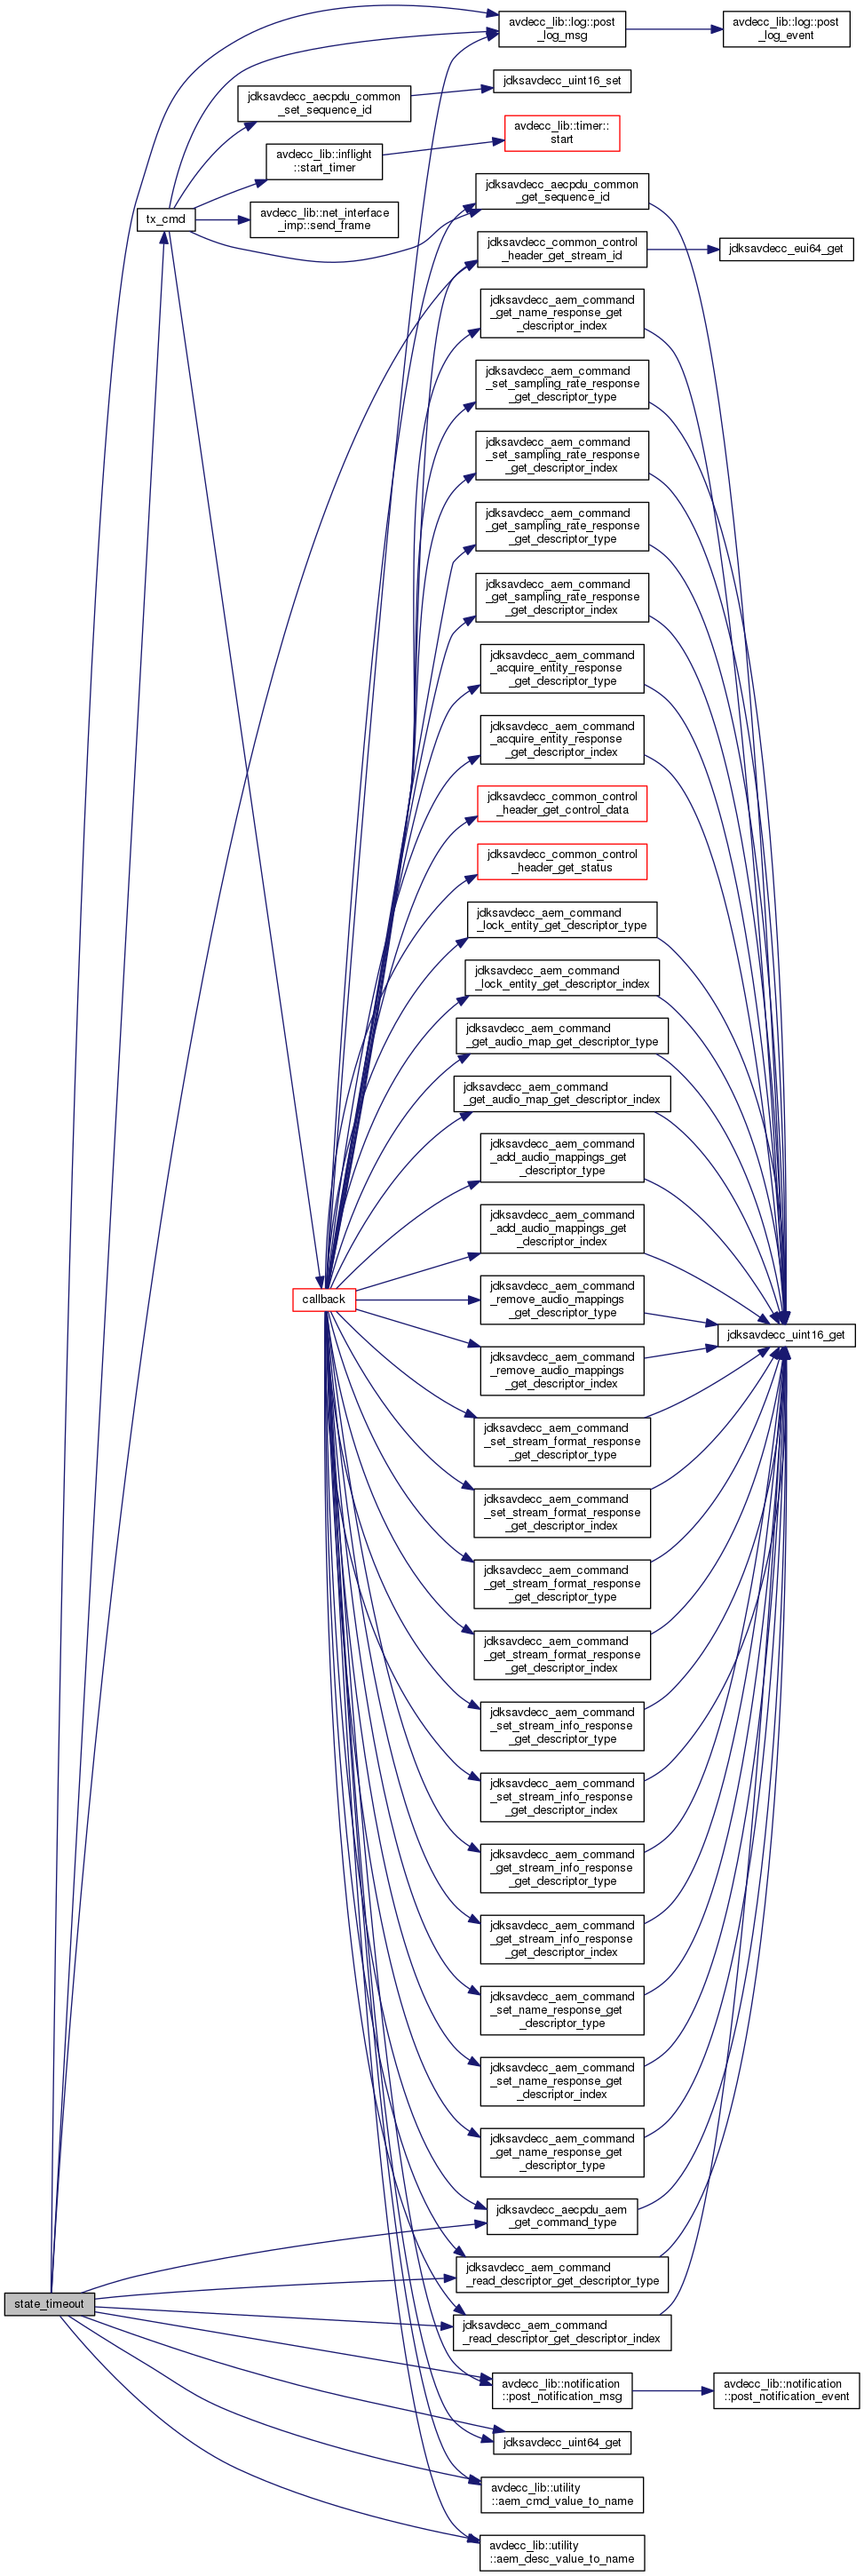 avdecc_lib::log::post
_log_msg
avdecc_lib::log::post
_log_event
jdksavdecc_uint16_set
jdksavdecc_aecpdu_common
_set_sequence_id
avdecc_lib::timer::
start
avdecc_lib::inflight
::start_timer
jdksavdecc_aecpdu_common
_get_sequence_id
tx_cmd
avdecc_lib::net_interface
_imp::send_frame
jdksavdecc_common_control
_header_get_stream_id
jdksavdecc_eui64_get
jdksavdecc_aem_command
_get_name_response_get
_descriptor_index
jdksavdecc_aem_command
_set_sampling_rate_response
_get_descriptor_type
jdksavdecc_aem_command
_set_sampling_rate_response
_get_descriptor_index
jdksavdecc_aem_command
_get_sampling_rate_response
_get_descriptor_type
jdksavdecc_aem_command
_get_sampling_rate_response
_get_descriptor_index
jdksavdecc_aem_command
_acquire_entity_response
_get_descriptor_type
jdksavdecc_aem_command
_acquire_entity_response
_get_descriptor_index
jdksavdecc_common_control
_header_get_control_data
jdksavdecc_common_control
_header_get_status
jdksavdecc_aem_command
_lock_entity_get_descriptor_type
jdksavdecc_aem_command
_lock_entity_get_descriptor_index
jdksavdecc_aem_command
_get_audio_map_get_descriptor_type
jdksavdecc_aem_command
_get_audio_map_get_descriptor_index
jdksavdecc_aem_command
_add_audio_mappings_get
_descriptor_type
jdksavdecc_aem_command
_add_audio_mappings_get
_descriptor_index
callback
jdksavdecc_aem_command
_remove_audio_mappings
_get_descriptor_type
jdksavdecc_uint16_get
jdksavdecc_aem_command
_remove_audio_mappings
_get_descriptor_index
jdksavdecc_aem_command
_set_stream_format_response
_get_descriptor_type
jdksavdecc_aem_command
_set_stream_format_response
_get_descriptor_index
jdksavdecc_aem_command
_get_stream_format_response
_get_descriptor_type
jdksavdecc_aem_command
_get_stream_format_response
_get_descriptor_index
jdksavdecc_aem_command
_set_stream_info_response
_get_descriptor_type
jdksavdecc_aem_command
_set_stream_info_response
_get_descriptor_index
jdksavdecc_aem_command
_get_stream_info_response
_get_descriptor_type
jdksavdecc_aem_command
_get_stream_info_response
_get_descriptor_index
jdksavdecc_aem_command
_set_name_response_get
_descriptor_type
jdksavdecc_aem_command
_set_name_response_get
_descriptor_index
jdksavdecc_aem_command
_get_name_response_get
_descriptor_type
jdksavdecc_aecpdu_aem
_get_command_type
jdksavdecc_aem_command
_read_descriptor_get_descriptor_type
state_timeout
jdksavdecc_aem_command
_read_descriptor_get_descriptor_index
avdecc_lib::notification
::post_notification_msg
avdecc_lib::notification
::post_notification_event
jdksavdecc_uint64_get
avdecc_lib::utility
::aem_cmd_value_to_name
avdecc_lib::utility
::aem_desc_value_to_name